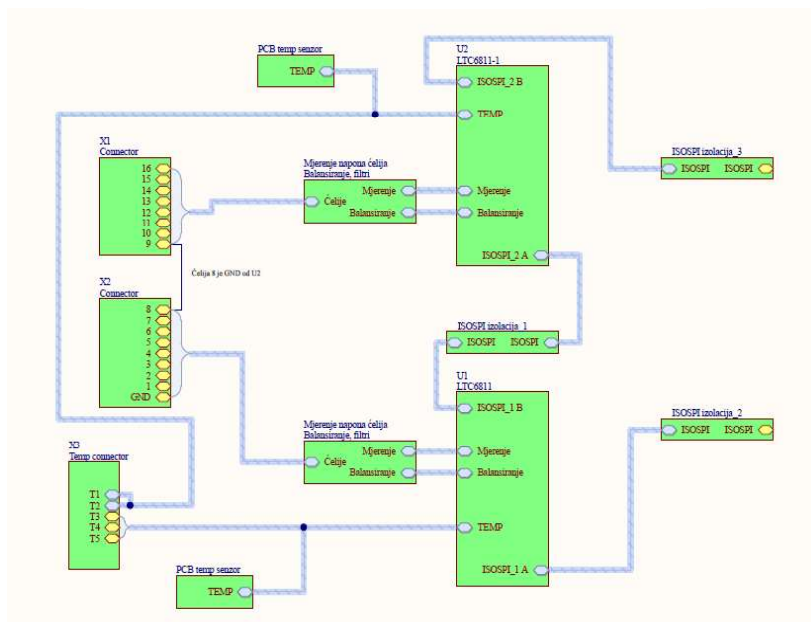 PCB temp senzor
TEMP
U2
LTC6811-1
ISOSPI_2 B
TEMP
Mjerenje
Balansiranje
ISOSPI_2 A
ISOSPI izolacija_3
ISOSPI ISOSPI
X1
Connector
16
15
14
13
12
11
10
9
Mjerenje napona ćelija
Balansiranje, filtri
Mjerenje
Ćelije
Balansiranje
Ćelija 8 je GND od U2
X2
Connector
8
7
6
5
4
3
2
1
GND
ISOSPI izolacija_1
ISOSPI ISOSPI
U1
LTC6811
ISOSPI_1 B
Mjerenje
Balansiranje
TEMP
ISOSPI_1 A
ISOSPI izolacija_2
ISOSPI ISOSPI
Mjerenje napona ćelija
Balansiranje, filtri
Mjerenje
Ćelije
Balansiranje
X3
Temp connector
T1
T2
T3
T4
T5
PCB temp senzor
TEMP